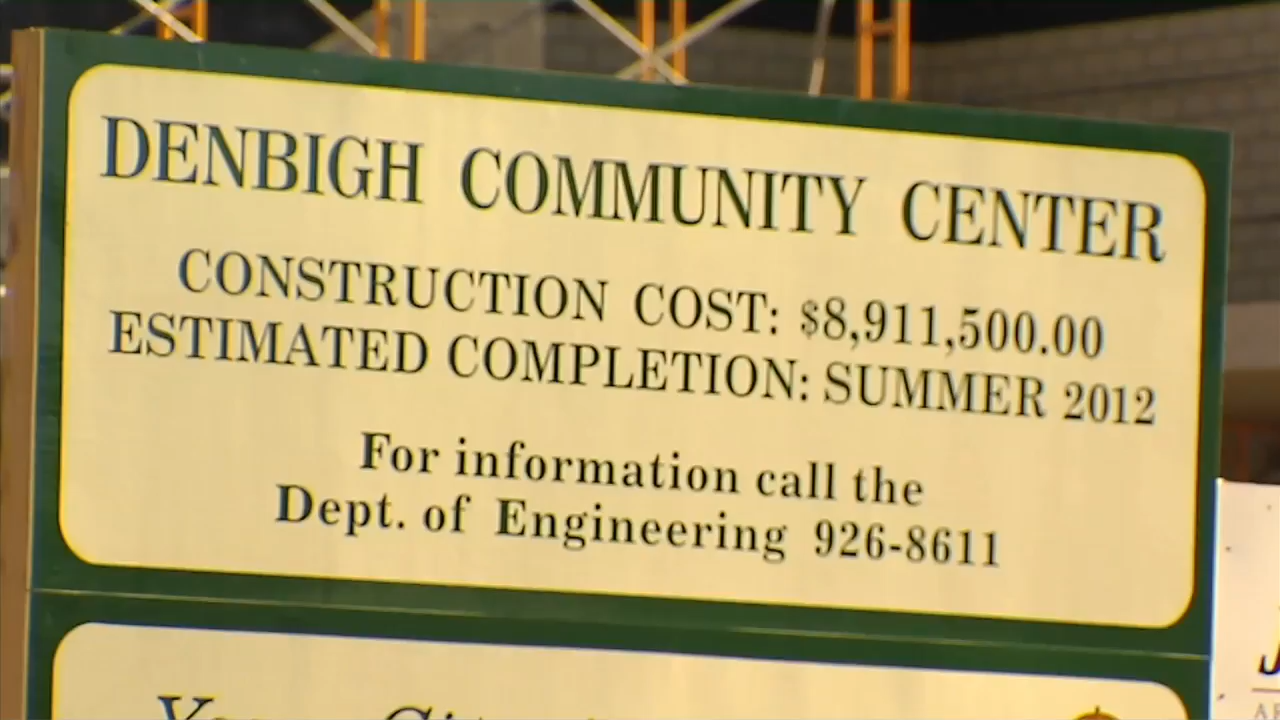 DENBIGH COMMUNITY CENTER
CONSTRUCTION COST: $8,911,500.00
ESTIMATED COMPLETION: SUMMER 2012
For information call the
Dept. of Engineering 926-8611